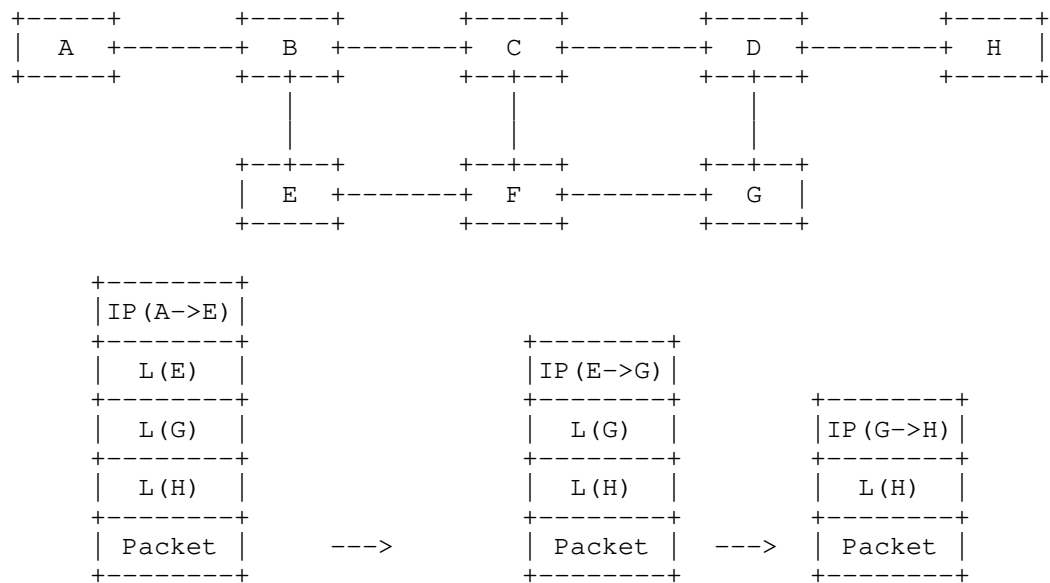 A B C D H
E F G
IP(A->E)
L(E) IP(E->G)
L(G) L(G) IP(G->H)
L(H) L(H) L(H)
Packet ---> Packet ---> Packet